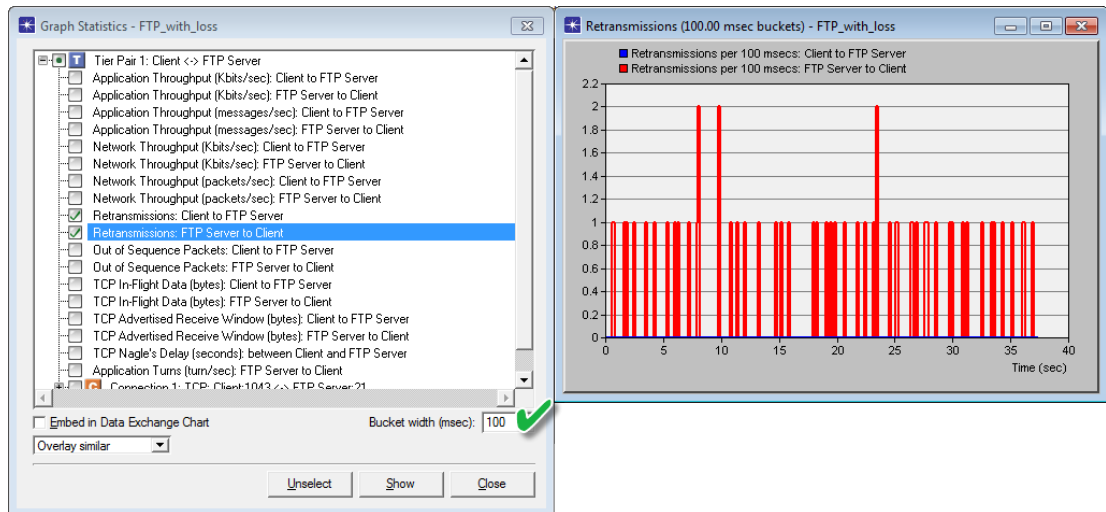 Graph Statistics - FTP_with_loss
T Tier Pair 1: Client <-> FTP Server
Application Throughput (Kbits/sec): Client to FTP Server
Application Throughput (Kbits/sec): FTP Server to Client
Application Throughput (messages/sec): Client to FTP Server
Application Throughput (messages/sec): FTP Server to Client
Network Throughput (Kbits/sec): Client to FTP Server
Network Throughput (Kbits/sec): FTP Server to Client
Network Throughput (packets/sec): Client to FTP Server
Network Throughput (packets/sec): FTP Server to Client
Retransmissions: Client to FTP Server
Retransmissions: FTP Server to Client
Out of Sequence Packets: Client to FTP Server
Out of Sequence Packets: FTP Server to Client
TCP In-Flight Data (bytes): Client to FTP Server
TCP In-Flight Data (bytes): FTP Server to Client
TCP Advertised Receive Window (bytes): Client to FTP Server
TCP Advertised Receive Window (bytes): FTP Server to Client
TCP Nagle's Delay (seconds): between Client and FTP Server
Application Turns (turn/sec): FTP Server to Client
C Connection 1: TCP: Client:1043 <-> FTP Server:21
Embed in Data Exchange Chart
Bucket width (msec): 100
Overlay similar
Unselect
Show
Close
Retransmissions (100.00 msec buckets) - FTP_with_loss
Retransmissions per 100 msecs: Client to FTP Server
Retransmissions per 100 msecs: FTP Server to Client
2.2
2
1.8
1.6
1.4
1.2
1
0.8
0.6
0.4
0.2
0
0 5 10 15 20 25 30 35 40
Time (sec)